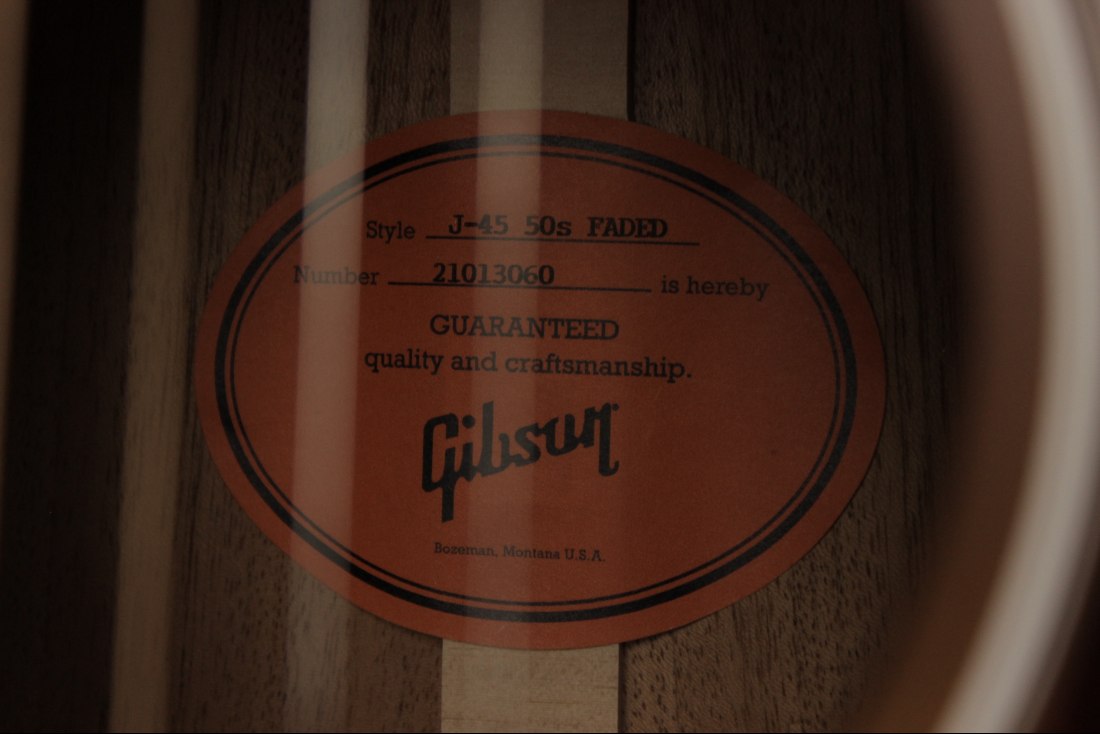 Style J-45 50s FADED
Number 21013060 is hereby
GUARANTEED
quality and craftsmanship.
Gibson
Bozeman, Montana U.S.A.